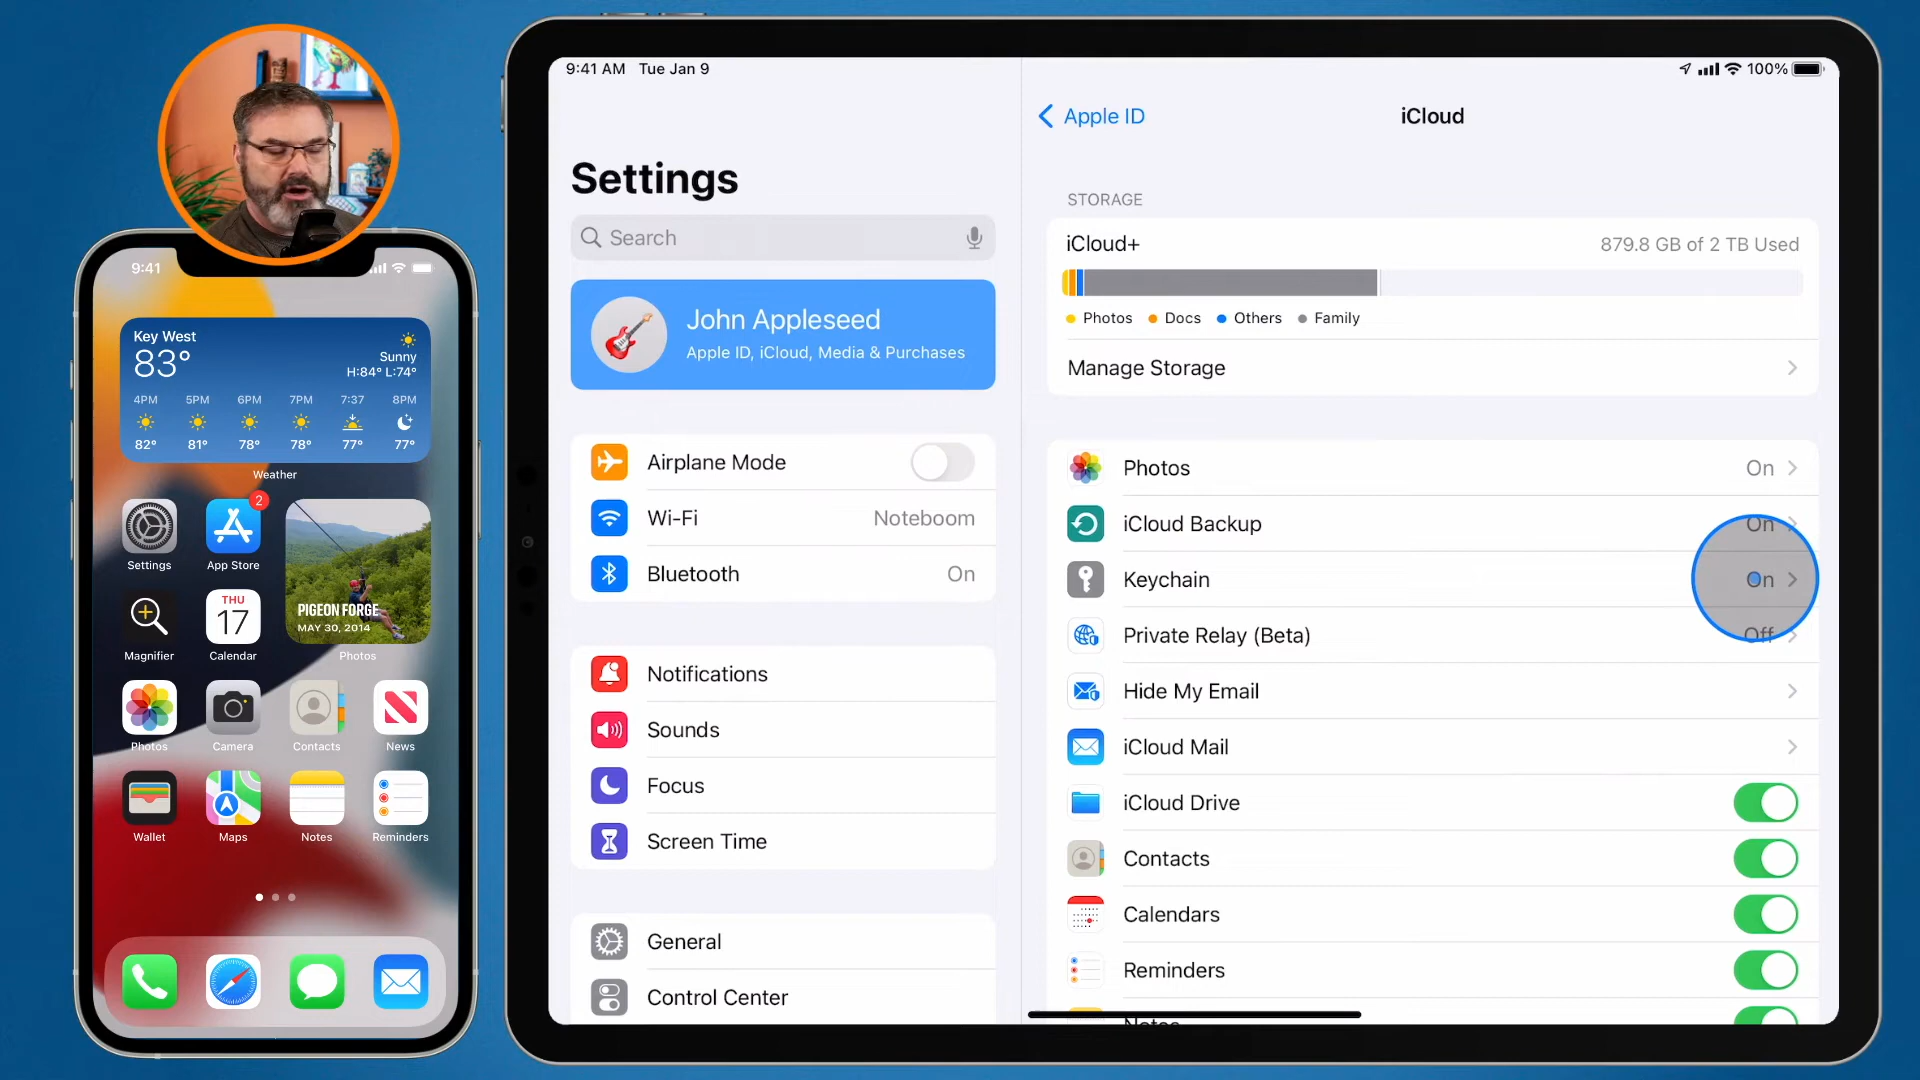 9:41
Key West
83°
Sunny
H:84° L:74°
4PM 5PM 6PM 7PM 7:37 8PM
82° 81° 78° 78° 77° 77°
Weather
2
Settings App Store
PIGEON FORGE
MAY 30, 2014
THU
17
Magnifier Calendar Photos
Photos Camera Contacts News
Wallet Maps Notes Reminders
9:41 AM Tue Jan 9
100%
Settings
Search
John Appleseed
Apple ID, iCloud, Media & Purchases
Airplane Mode
Wi-Fi Noteboom
Bluetooth On
Notifications
Sounds
Focus
Screen Time
General
Control Center
Apple ID
iCloud
STORAGE
iCloud+ 879.8 GB of 2 TB Used
Photos Docs Others Family
Manage Storage
Photos On
iCloud Backup On
Keychain On
Private Relay (Beta) Off
Hide My Email
iCloud Mail
iCloud Drive
Contacts
Calendars
Reminders
Notes